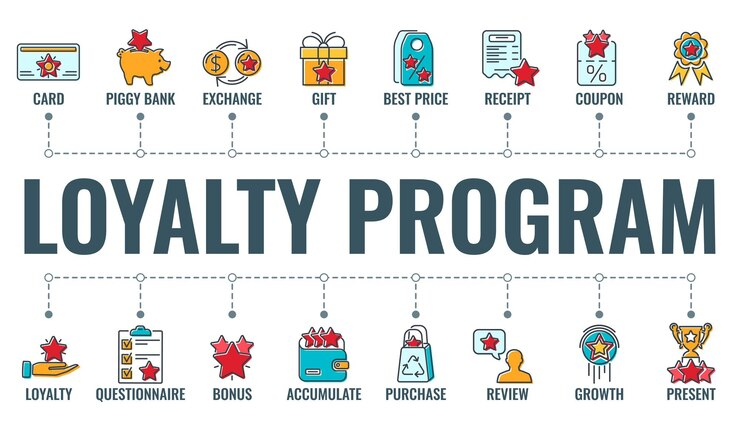 CARD PIGGY BANK EXCHANGE GIFT BEST PRICE RECEIPT COUPON REWARD
LOYALTY PROGRAM
LOYALTY QUESTIONNAIRE BONUS ACCUMULATE PURCHASE REVIEW GROWTH PRESENT